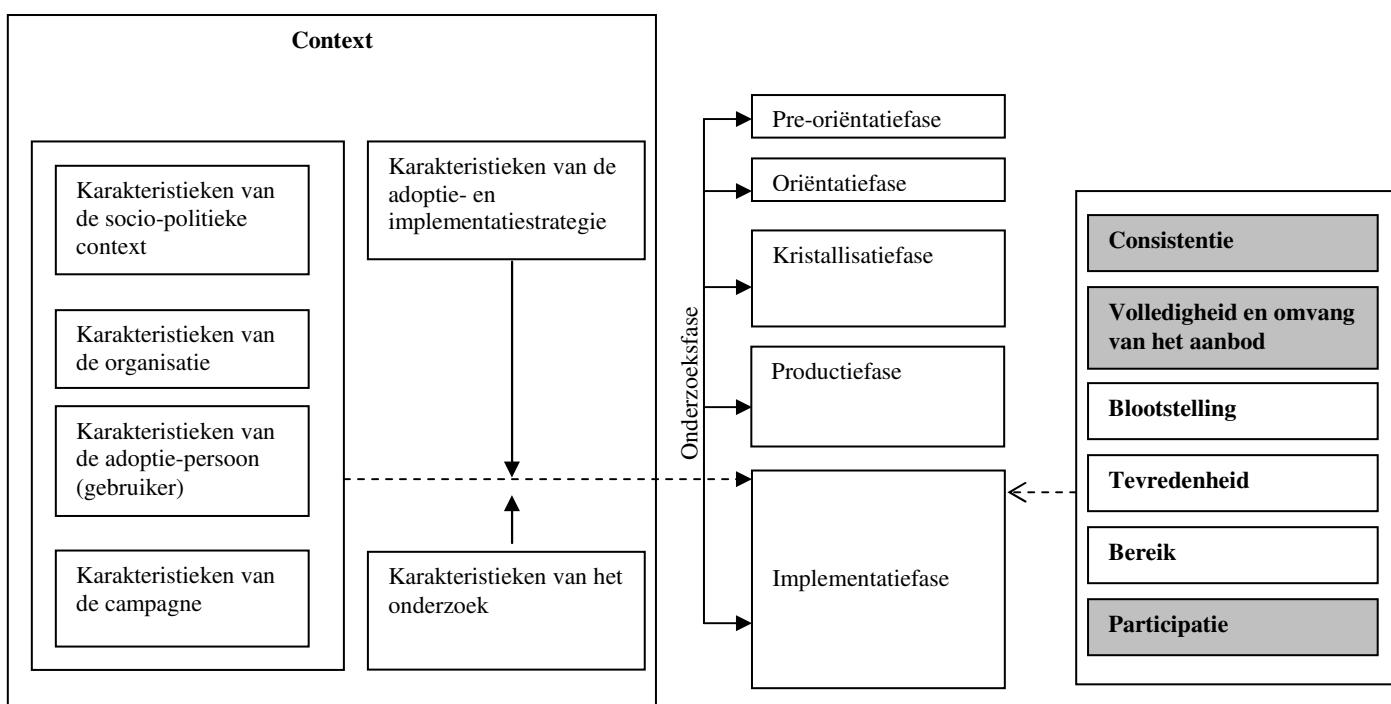 Context
Karakteristieken van
de socio-politieke
context
Karakteristieken van
de organisatie
Karakteristieken van
de adoptie-persoon
(gebruiker)
Karakteristieken van
de campagne
Karakteristieken van de
adoptie- en
implementatiestrategie
Karakteristieken van het
onderzoek
Onderzoeksfase
Pre-oriëntatiefase
Oriëntatiefase
Kristallisatiefase
Productiefase
Implementatiefase
Consistentie
Volledigheid en omvang
van het aanbod
Blootstelling
Tevredenheid
Bereik
Participatie